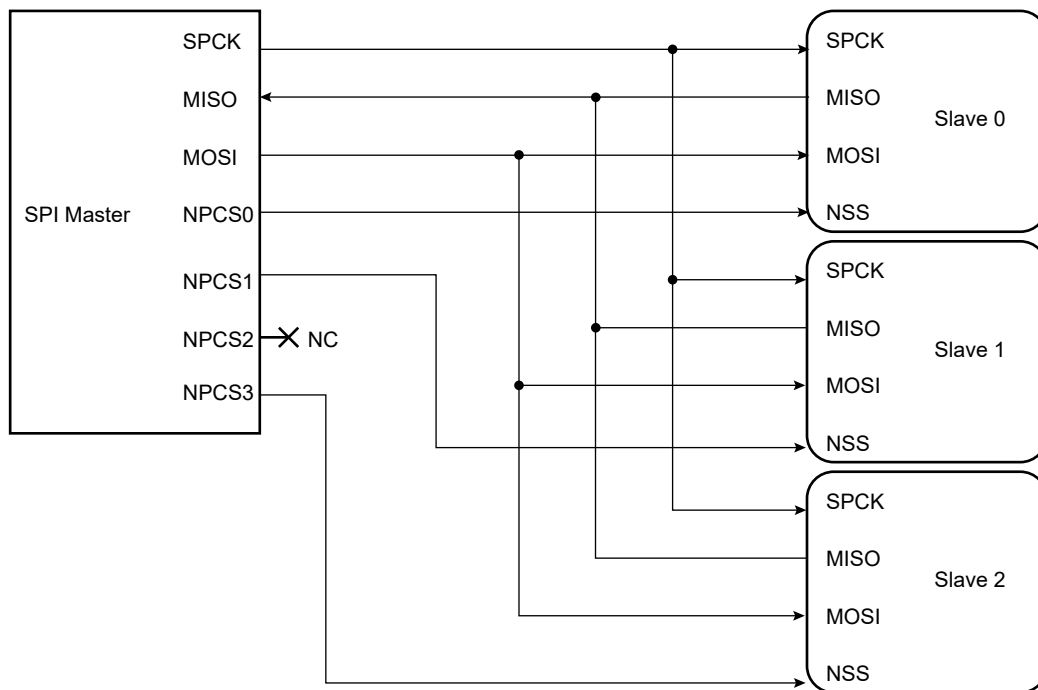 SPI Master
SPCK
MISO
MOSI
NPCS0
NPCS1
NPCS2
NC
NPCS3
SPCK
MISO
MOSI
NSS
Slave 0
SPCK
MISO
MOSI
NSS
Slave 1
SPCK
MISO
MOSI
NSS
Slave 2